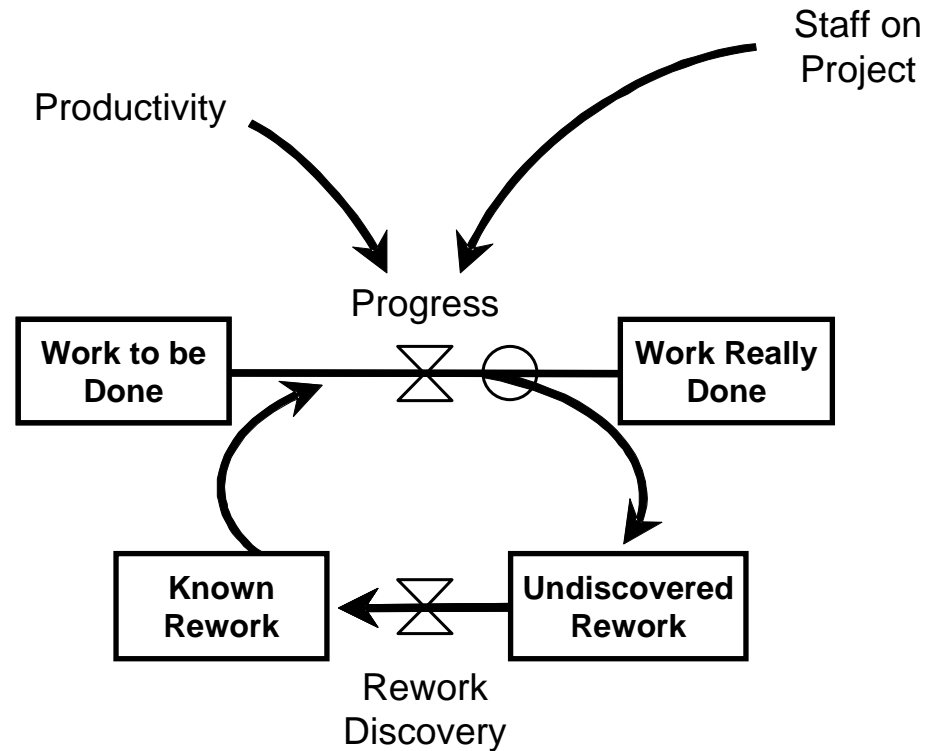 Staff on
Project
Productivity
Progress
Work to be
Done
Work Really
Done
Known
Rework
Undiscovered
Rework
Rework
Discovery